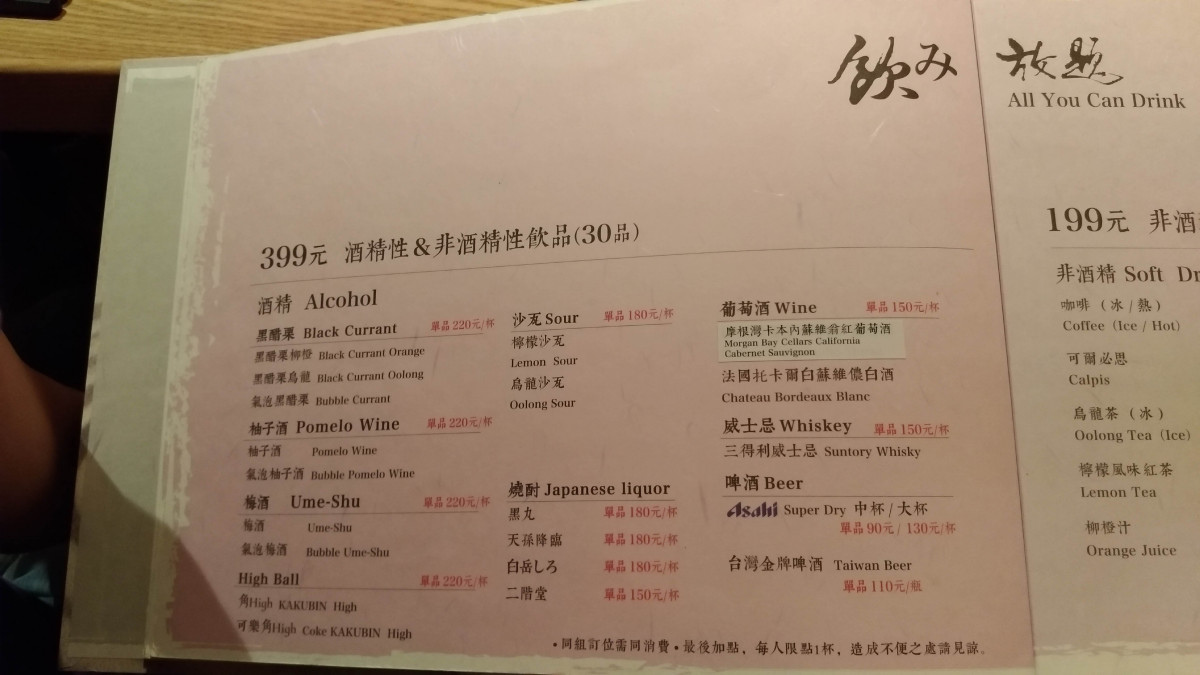 飲み放題
All You Can Drink
399元 酒精性&非酒精性飲品(30品)
酒精 Alcohol
黑醋栗 Black Currant 單品220元/杯
黑醋栗柳橙 Black Currant Orange
黑醋栗烏龍 Black Currant Oolong
氣泡黑醋栗 Bubble Currant
柚子酒 Pomelo Wine 單品220元/杯
柚子酒 Pomelo Wine
氣泡柚子酒 Bubble Pomelo Wine
梅酒 Ume-Shu 單品220元/杯
梅酒 Ume-Shu
氣泡梅酒 Bubble Ume-Shu
High Ball 單品220元/杯
角High KAKUBIN High
可樂角High Coke KAKUBIN High
沙瓦 Sour 單品180元/杯
檸檬沙瓦
Lemon Sour
烏龍沙瓦
Oolong Sour
燒酎 Japanese liquor
黑丸 單品180元/杯
天孫降臨 單品180元/杯
白岳しろ 單品180元/杯
二階堂 單品150元/杯
葡萄酒 Wine 單品150元/杯
摩根灣卡本內蘇維翁紅葡萄酒
Morgan Bay Cellars California
Cabernet Sauvignon
法國托卡爾白蘇維儂白酒
Chateau Bordeaux Blanc
威士忌 Whiskey 單品150元/杯
三得利威士忌 Suntory Whisky
啤酒 Beer
Asahi Super Dry 中杯/大杯
單品90元/130元/杯
台灣金牌啤酒 Taiwan Beer
單品110元/瓶
•同組訂位需同消費•最後加點，每人限點1杯，造成不便之處請見諒。
199元 非酒
非酒精 Soft Dr
咖啡（冰/熱）
Coffee (Ice / Hot)
可爾必思
Calpis
烏龍茶（冰）
Oolong Tea (Ice)
檸檬風味紅茶
Lemon Tea
柳橙汁
Orange Juice